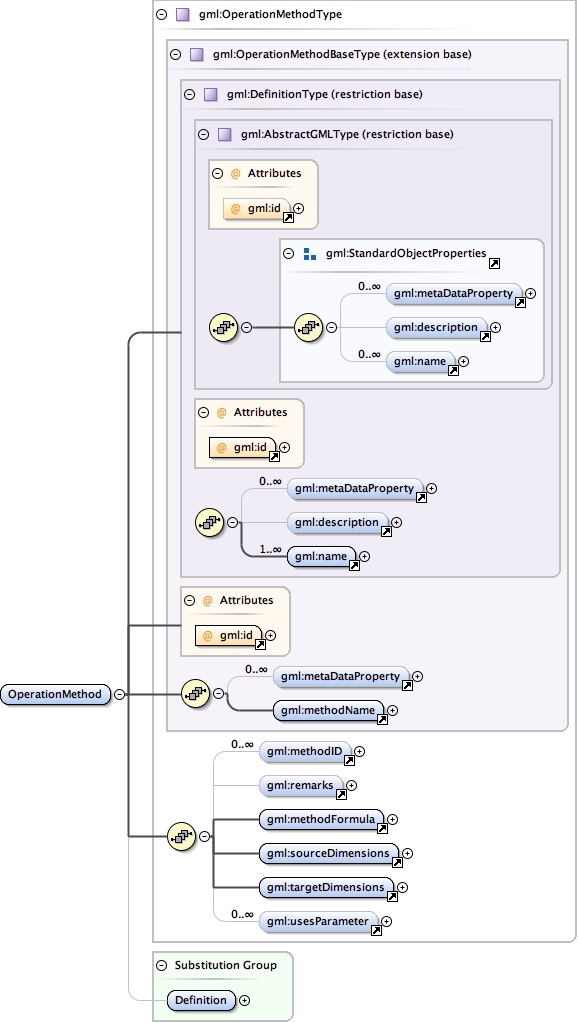 gml:OperationMethodType
gml:OperationMethodBaseType (extension base)
gml:DefinitionType (restriction base)
gml:AbstractGMLType (restriction base)
@ Attributes
@ gml:id
gml:StandardObjectProperties
0..∞
gml:metaDataProperty
gml:description
0..∞
gml:name
@ Attributes
@ gml:id
0..∞
gml:metaDataProperty
gml:description
1..∞
gml:name
@ Attributes
@ gml:id
0..∞
gml:metaDataProperty
OperationMethod
gml:methodName
0..∞
gml:methodID
gml:remarks
gml:methodFormula
gml:sourceDimensions
gml:targetDimensions
0..∞
gml:usesParameter
Substitution Group
Definition